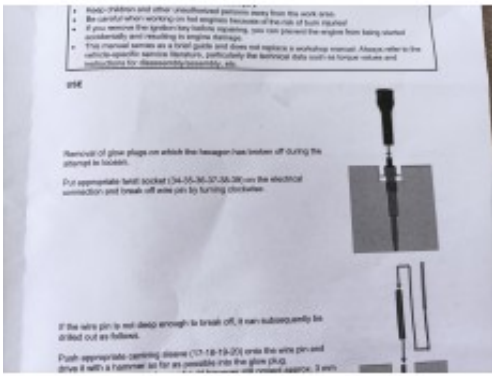 Keep children and other unauthorized persons away from the work area.
Be careful when working on hot engines because of the risk of burn injuries!
If you remove the ignition key before repairing, you can prevent the engine from being started
accidentally and resulting in engine damage.
This manual serves as a brief guide and does not replace a workshop manual. Always refer to the
vehicle-specific service literature, particularly the technical data such as torque values and
instructions for disassembly/assembly, etc.
USE
Removal of glow plugs on which the hexagon has broken off during the
attempt to loosen.
Put appropriate twist socket (34-35-36-37-38-39) on the electrical
connection and break off wire pin by turning clockwise.
If the wire pin is not deep enough to break off, it can subsequently be
drilled out as follows.
Push appropriate centring sleeve (17-18-19-20) onto the wire pin and
drive it with a hammer as far as possible into the glow plug.
approx. 3 mm